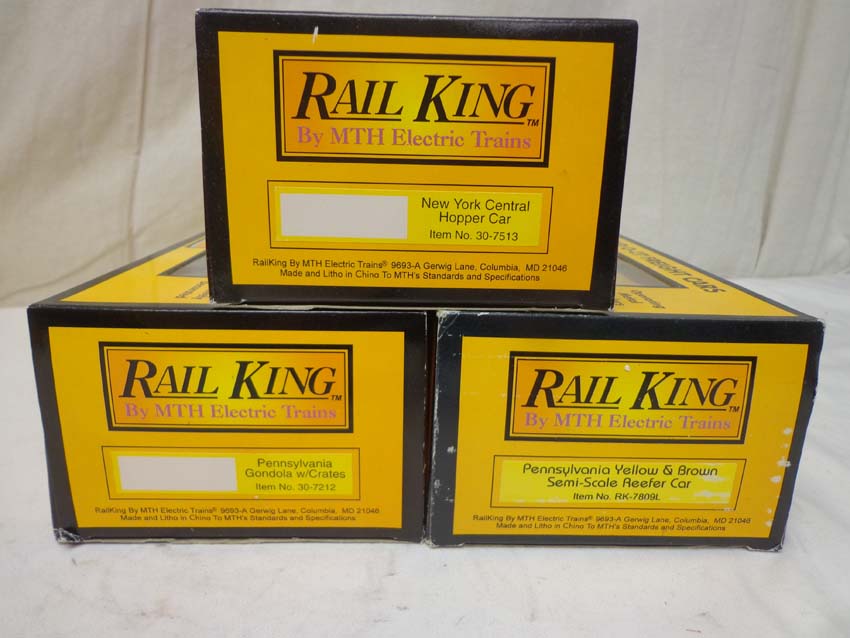 RAIL KING TM
By MTH Electric Trains
New York Central
Hopper Car
Item No. 30-7513
RailKing By MTH Electric Trains® 9693-A Gerwig Lane, Columbia, MD 21046
Made and Litho in China To MTH's Standards and Specifications
FREIGHT CARS
RAIL KING TM
By MTH Electric Trains
Pennsylvania
Gondola w/Crates
Item No. 30-7212
RailKing By MTH Electric Trains® 9693-A Gerwig Lane, Columbia, MD 21046
Made and Litho in China To MTH's Standards and Specifications
RAIL KING TM
By MTH Electric Trains
Pennsylvania Yellow & Brown
Semi-Scale Reefer Car
Item No. RK-7809L
RailKing By MTH Electric Trains® 9693-A Gerwig Lane, Columbia, MD 21046
Made and Litho in China To MTH's Standards and Specifications